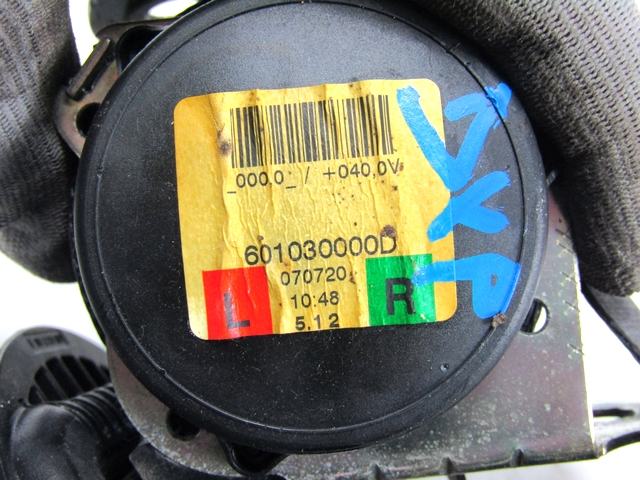 _000.0_ / +040,0V
601030000D
070720
10:48
5.12
L
R